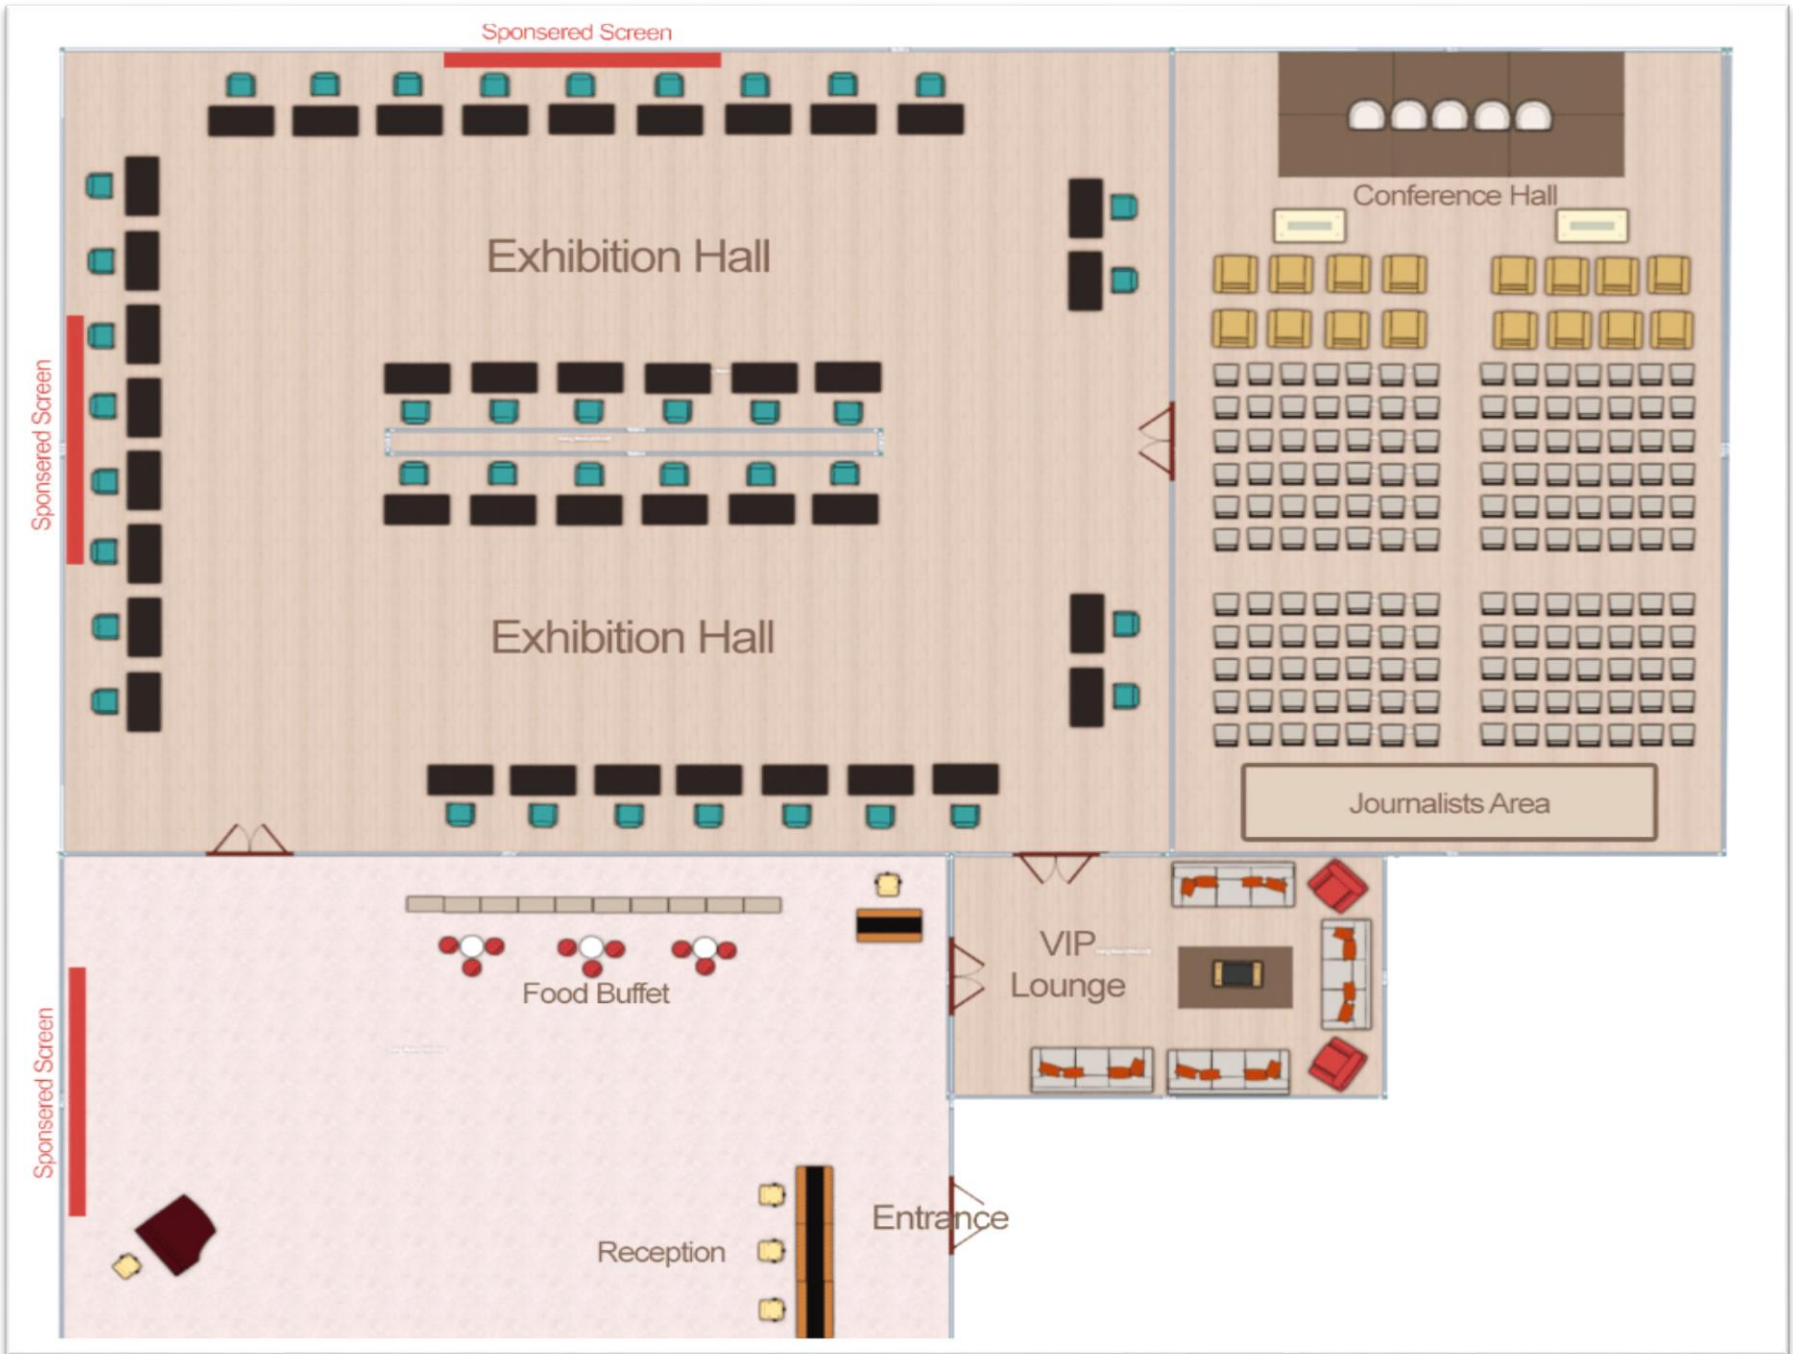 Sponsered Screen
Conference Hall
Exhibition Hall
Sponsered Screen
Exhibition Hall
Journalists Area
VIP
Lounge
Food Buffet
Sponsered Screen
Entrance
Reception